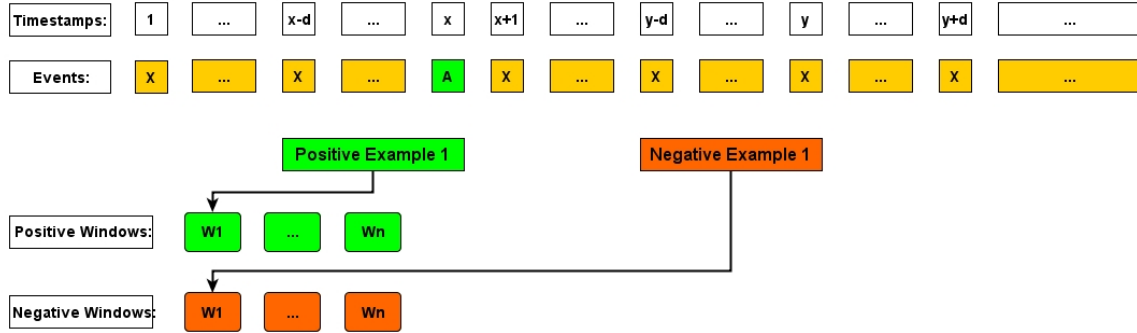 Timestamps: 1 ... x-d ... x x+1 ... y-d ... y ... y+d ...
Events: X ... X ... A X ... X ... X ... X ...
Positive Example 1 Negative Example 1
Positive Windows: W1 ... Wn
Negative Windows: W1 ... Wn